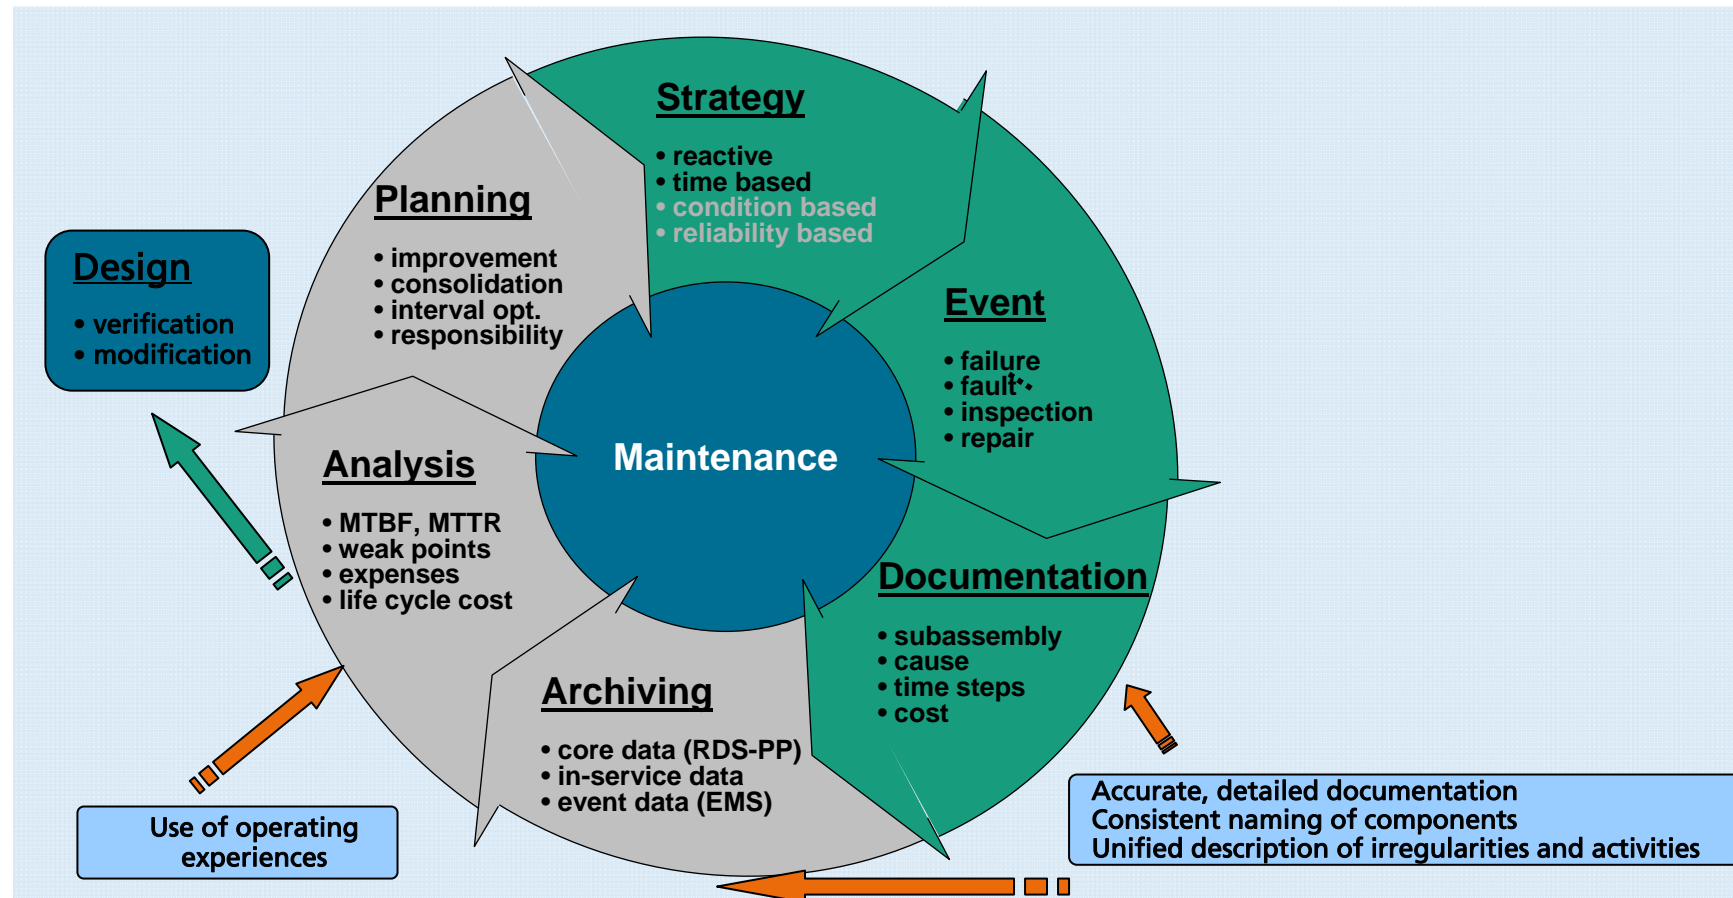 Strategy
• reactive
• time based
• condition based
• reliability based
Planning
• improvement
• consolidation
• interval opt.
• responsibility
Design
• verification
• modification
Event
• failure
• fault
• inspection
• repair
Maintenance
Analysis
• MTBF, MTTR
• weak points
• expenses
• life cycle cost
Documentation
• subassembly
• cause
• time steps
• cost
Archiving
• core data (RDS-PP)
• in-service data
• event data (EMS)
Use of operating
experiences
Accurate, detailed documentation
Consistent naming of components
Unified description of irregularities and activities